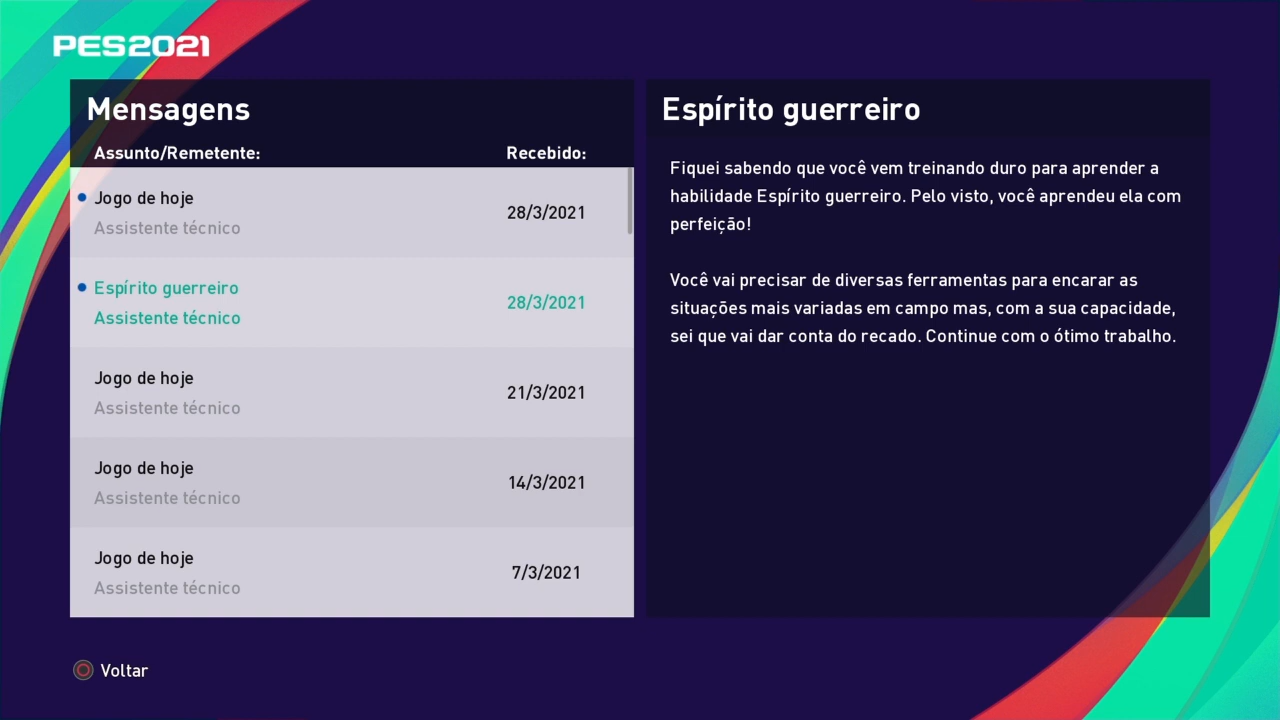 PES2021
Mensagens
Assunto/Remetente:
Recebido:
Jogo de hoje
Assistente técnico
28/3/2021
Espírito guerreiro
Assistente técnico
28/3/2021
Jogo de hoje
Assistente técnico
21/3/2021
Jogo de hoje
Assistente técnico
14/3/2021
Jogo de hoje
Assistente técnico
7/3/2021
Espírito guerreiro
Fiquei sabendo que você vem treinando duro para aprender a
habilidade Espírito guerreiro. Pelo visto, você aprendeu ela com
perfeição!
Você vai precisar de diversas ferramentas para encarar as
situações mais variadas em campo mas, com a sua capacidade,
sei que vai dar conta do recado. Continue com o ótimo trabalho.
Voltar